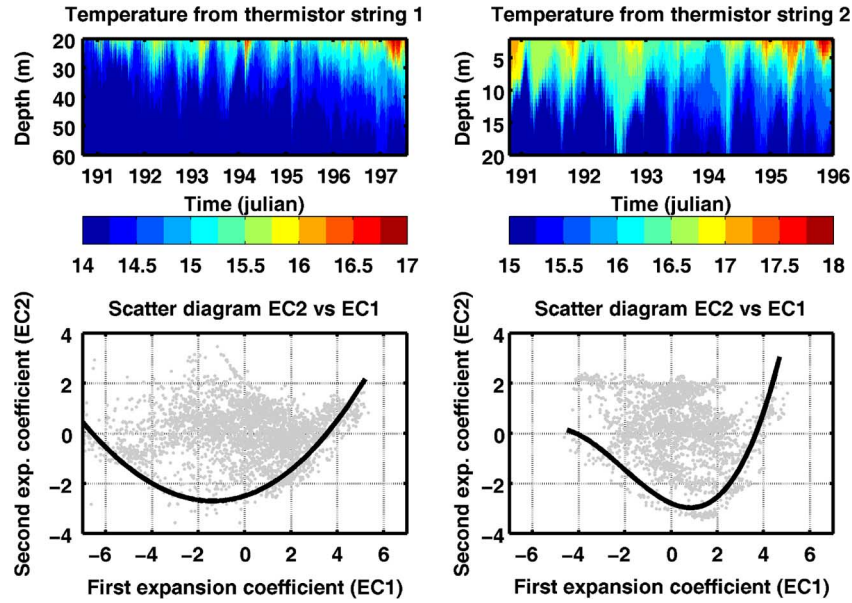 Temperature from thermistor string 1
Depth (m)
20
30
40
50
60
191 192 193 194 195 196 197
Time (julian)
14 14.5 15 15.5 16 16.5 17
Temperature from thermistor string 2
Depth (m)
5
10
15
20
191 192 193 194 195 196
Time (julian)
15 15.5 16 16.5 17 17.5 18
Scatter diagram EC2 vs EC1
Second exp. coefficient (EC2)
4
2
0
−2
−4
−6 −4 −2 0 2 4 6
First expansion coefficient (EC1)
Scatter diagram EC2 vs EC1
Second exp. coefficient (EC2)
4
2
0
−2
−4
−6 −4 −2 0 2 4 6
First expansion coefficient (EC1)